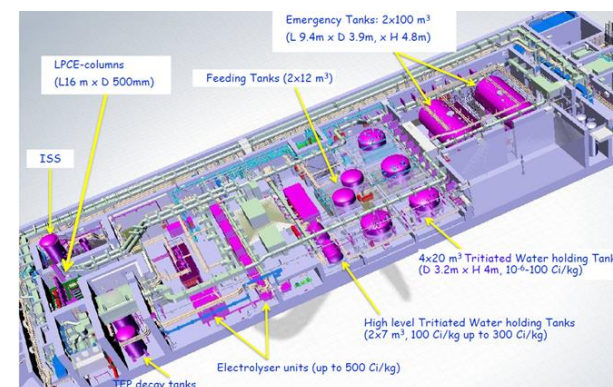 Emergency Tanks: 2x100 m³
(L 9.4m x D 3.9m, x H 4.8m)
LPCE-columns
(L16 m x D 500mm)
Feeding Tanks (2x12 m³)
ISS
4x20 m³ Tritiated Water holding Tank
(D 3.2m x H 4m, 10⁻⁶-100 Ci/kg)
High level Tritiated Water holding Tanks
(2x7 m³, 100 Ci/kg up to 300 Ci/kg)
Electrolyser units (up to 500 Ci/kg)
TEP decay tanks